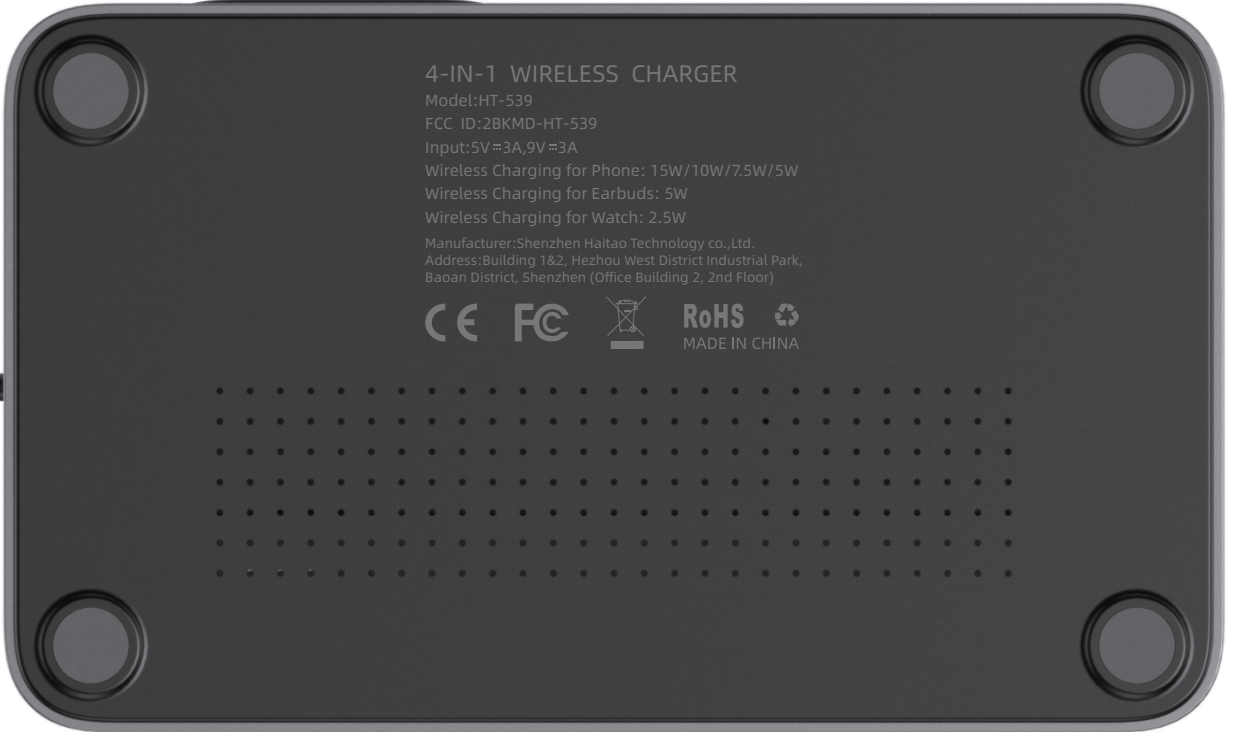 4-IN-1 WIRELESS CHARGER
Model:HT-539
FCC ID:2BKMD-HT-539
Input:5V⎓3A,9V⎓3A
Wireless Charging for Phone: 15W/10W/7.5W/5W
Wireless Charging for Earbuds: 5W
Wireless Charging for Watch: 2.5W
Manufacturer:Shenzhen Haitao Technology co.,Ltd.
Address:Building 1&2, Hezhou West District Industrial Park,
Baoan District, Shenzhen (Office Building 2, 2nd Floor)
CE FC RoHS
MADE IN CHINA